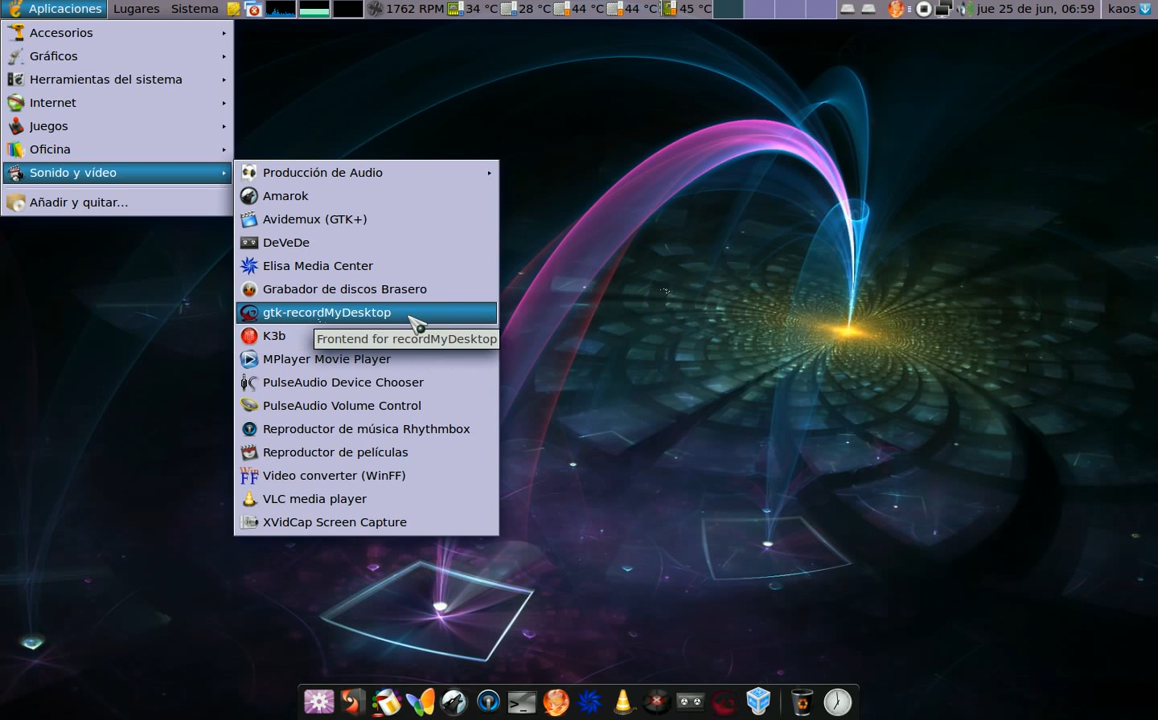 Aplicaciones Lugares Sistema 1762 RPM 34 °C 28 °C 44 °C 44 °C 45 °C jue 25 de jun, 06:59 kaos
Accesorios
Gráficos
Herramientas del sistema
Internet
Juegos
Oficina
Sonido y vídeo
Añadir y quitar...
Producción de Audio
Amarok
Avidemux (GTK+)
DeVeDe
Elisa Media Center
Grabador de discos Brasero
gtk-recordMyDesktop
K3b
Frontend for recordMyDesktop
MPlayer Movie Player
PulseAudio Device Chooser
PulseAudio Volume Control
Reproductor de música Rhythmbox
Reproductor de películas
Video converter (WinFF)
VLC media player
XVidCap Screen Capture